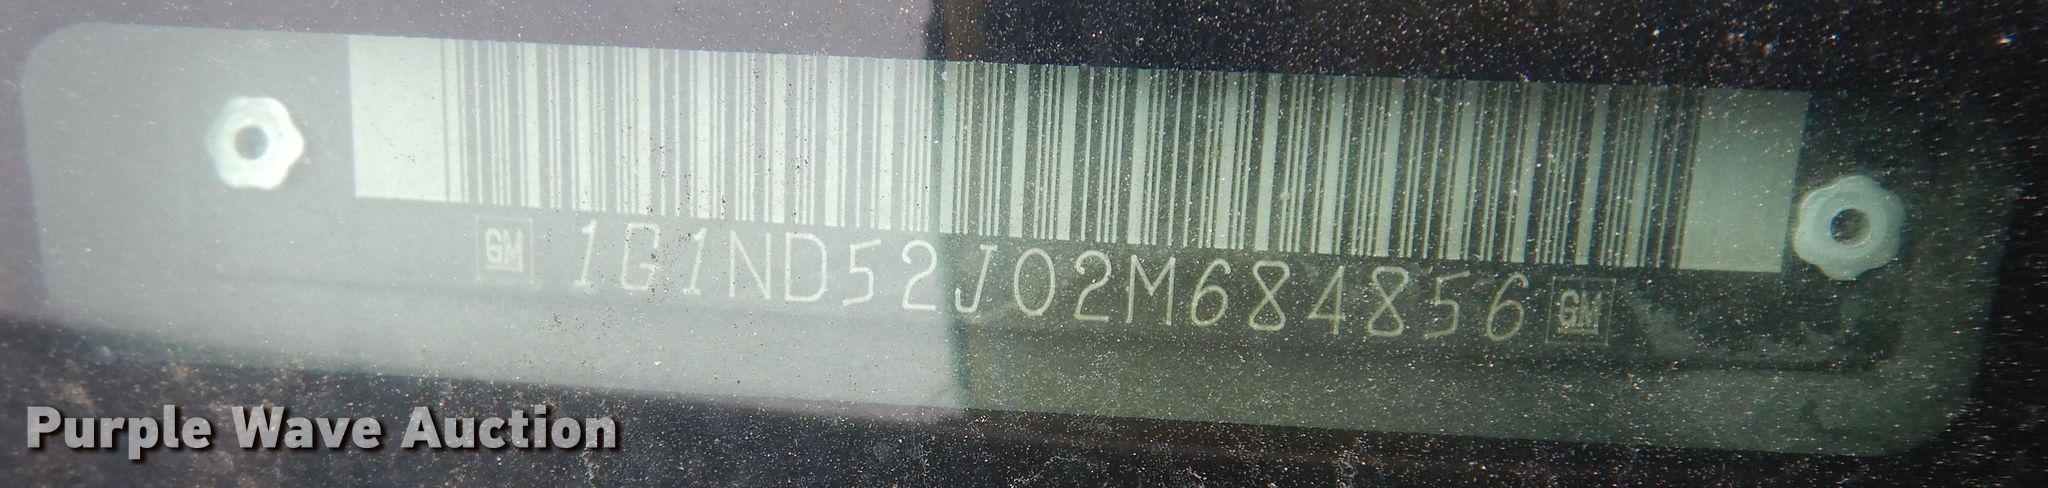 GM 1G1ND52J02M684856 GM
Purple Wave Auction